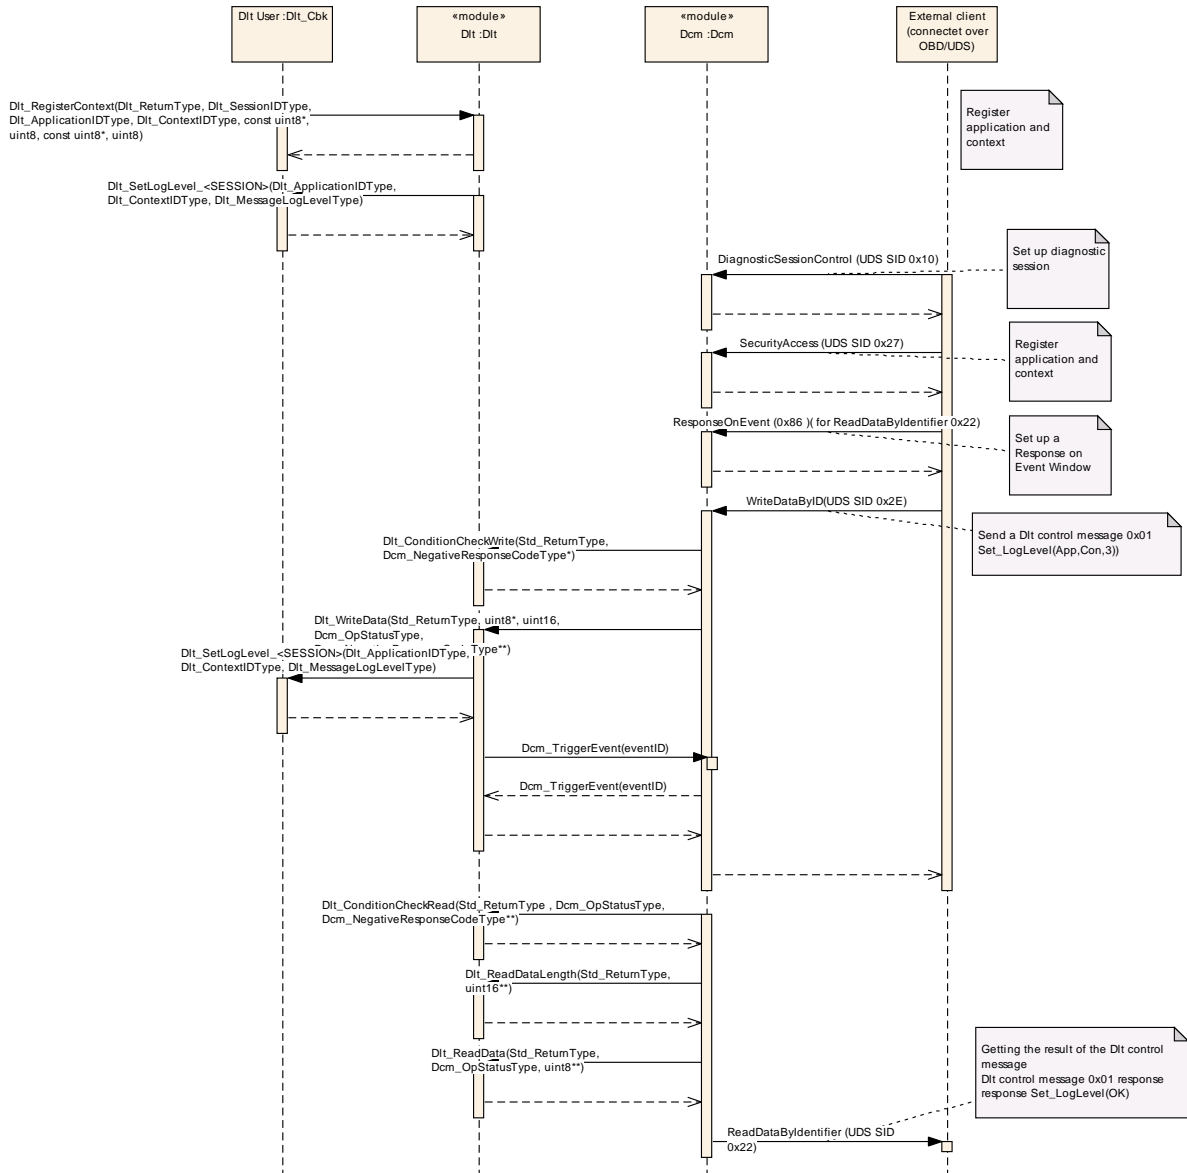 Dlt User :Dlt_Cbk
«module»
Dlt :Dlt
«module»
Dcm :Dcm
External client
(connectet over
OBD/UDS)
Dlt_RegisterContext(Dlt_ReturnType, Dlt_SessionIDType,
Dlt_ApplicationIDType, Dlt_ContextIDType, const uint8*,
uint8, const uint8*, uint8)
Register
application and
context
Dlt_SetLogLevel_<SESSION>(Dlt_ApplicationIDType,
Dlt_ContextIDType, Dlt_MessageLogLevelType)
DiagnosticSessionControl (UDS SID 0x10)
Set up diagnostic
session
SecurityAccess (UDS SID 0x27)
Register
application and
context
ResponseOnEvent (0x86 )( for ReadDataByIdentifier 0x22)
Set up a
Response on
Event Window
WriteDataByID(UDS SID 0x2E)
Send a Dlt control message 0x01
Set_LogLevel(App,Con,3))
Dlt_ConditionCheckWrite(Std_ReturnType,
Dcm_NegativeResponseCodeType*)
Dlt_WriteData(Std_ReturnType, uint8*, uint16,
Dcm_OpStatusType,
Type**)
Dlt_SetLogLevel_<SESSION>(Dlt_ApplicationIDType,
Dlt_ContextIDType, Dlt_MessageLogLevelType)
Dcm_TriggerEvent(eventID)
Dcm_TriggerEvent(eventID)
Dlt_ConditionCheckRead(Std_ReturnType , Dcm_OpStatusType,
Dcm_NegativeResponseCodeType**)
Dlt_ReadDataLength(Std_ReturnType,
uint16**)
Dlt_ReadData(Std_ReturnType,
Dcm_OpStatusType, uint8**)
Getting the result of the Dlt control
message
Dlt control message 0x01 response
response Set_LogLevel(OK)
ReadDataByIdentifier (UDS SID
0x22)